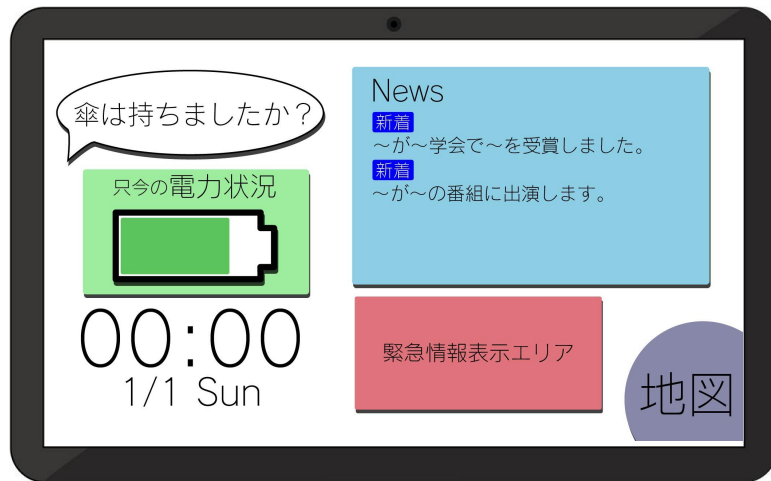 傘は持ちましたか？
只今の電力状況
00:00
1/1 Sun
News
新着
～が～学会で～を受賞しました。
新着
～が～の番組に出演します。
緊急情報表示エリア
地図